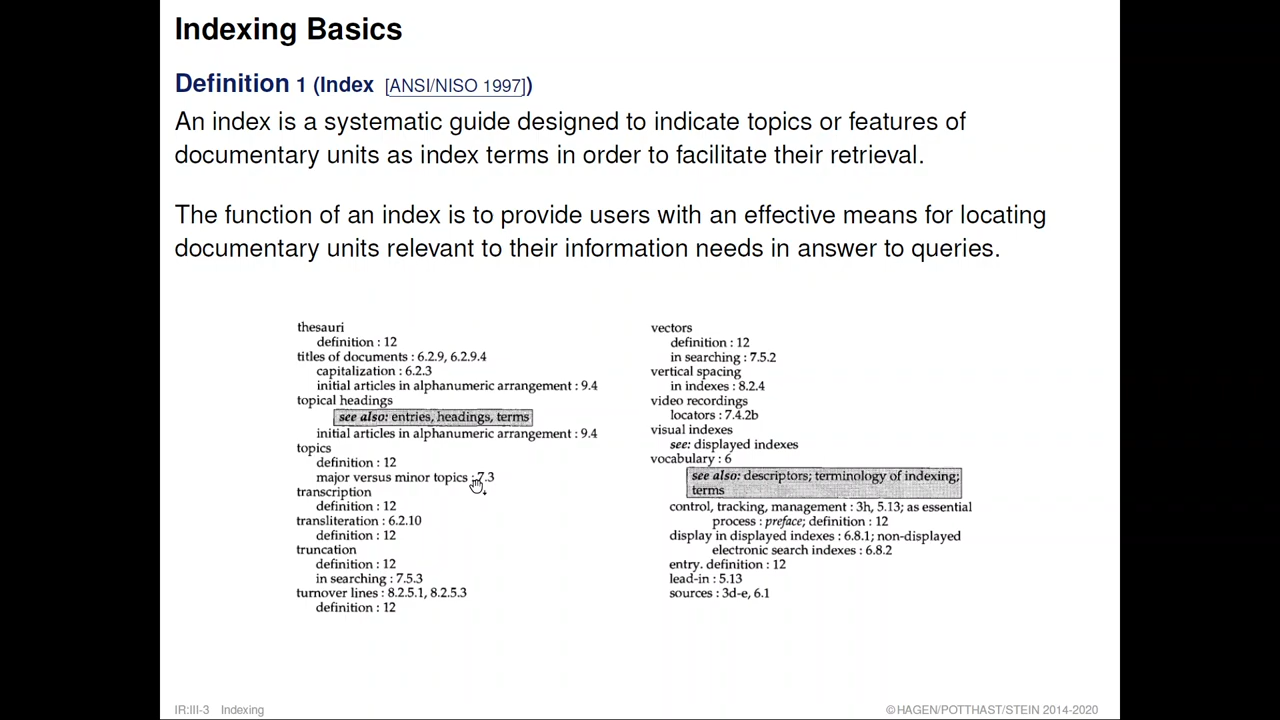 Indexing Basics
Definition 1 (Index [ANSI/NISO 1997])
An index is a systematic guide designed to indicate topics or features of
documentary units as index terms in order to facilitate their retrieval.
The function of an index is to provide users with an effective means for locating
documentary units relevant to their information needs in answer to queries.
thesauri
definition : 12
titles of documents : 6.2.9, 6.2.9.4
capitalization : 6.2.3
initial articles in alphanumeric arrangement : 9.4
topical headings
see also: entries, headings, terms
initial articles in alphanumeric arrangement : 9.4
topics
definition : 12
major versus minor topics : 7.3
transcription
definition : 12
transliteration : 6.2.10
definition : 12
truncation
definition : 12
in searching : 7.5.3
turnover lines : 8.2.5.1, 8.2.5.3
definition : 12
vectors
definition : 12
in searching : 7.5.2
vertical spacing
in indexes : 8.2.4
video recordings
locators : 7.4.2b
visual indexes
see: displayed indexes
vocabulary : 6
see also: descriptors; terminology of indexing;
terms
control, tracking, management : 3h, 5.13; as essential
process : preface; definition : 12
display in displayed indexes : 6.8.1; non-displayed
electronic search indexes : 6.8.2
entry. definition : 12
lead-in : 5.13
sources : 3d-e, 6.1
IR:III-3 Indexing
©HAGEN/POTTHAST/STEIN 2014-2020